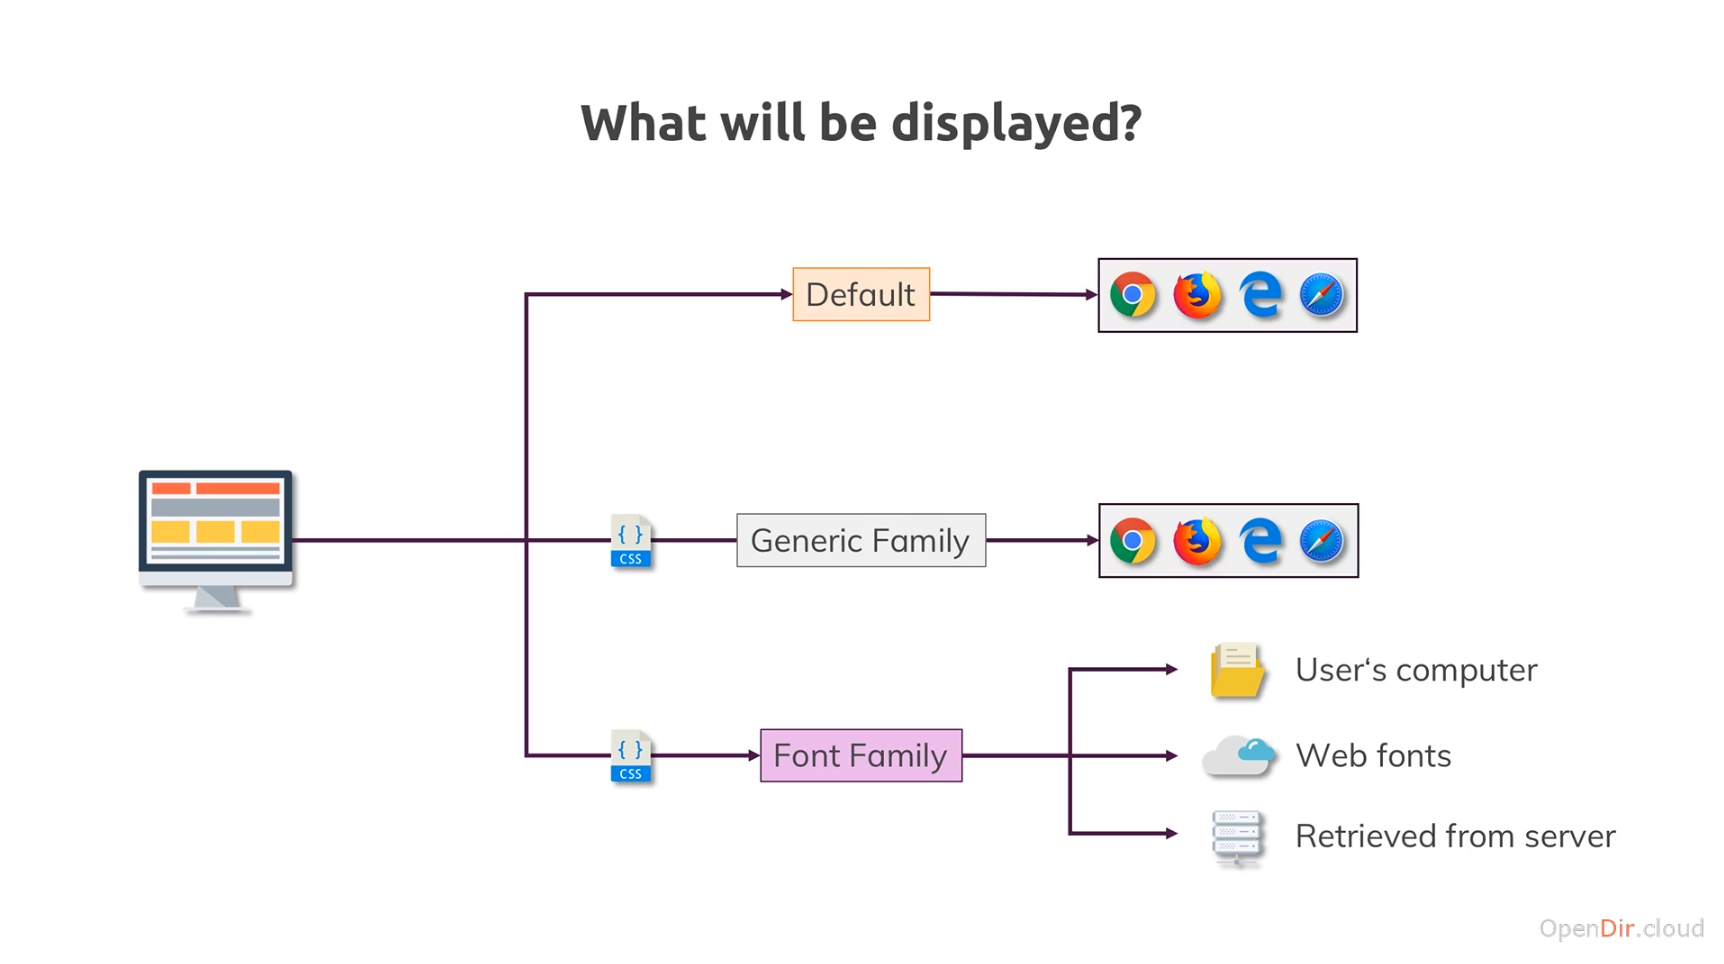 What will be displayed?
Default
{ }
CSS
Generic Family
User‘s computer
{ }
CSS
Font Family
Web fonts
Retrieved from server
OpenDir.cloud